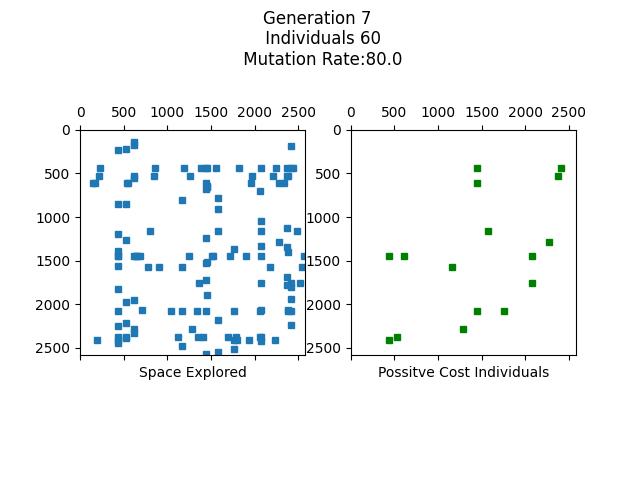 Generation 7
Individuals 60
Mutation Rate:80.0
0 500 1000 1500 2000 2500
0 500 1000 1500 2000 2500
0
500
1000
1500
2000
2500
0
500
1000
1500
2000
2500
Space Explored
Possitve Cost Individuals